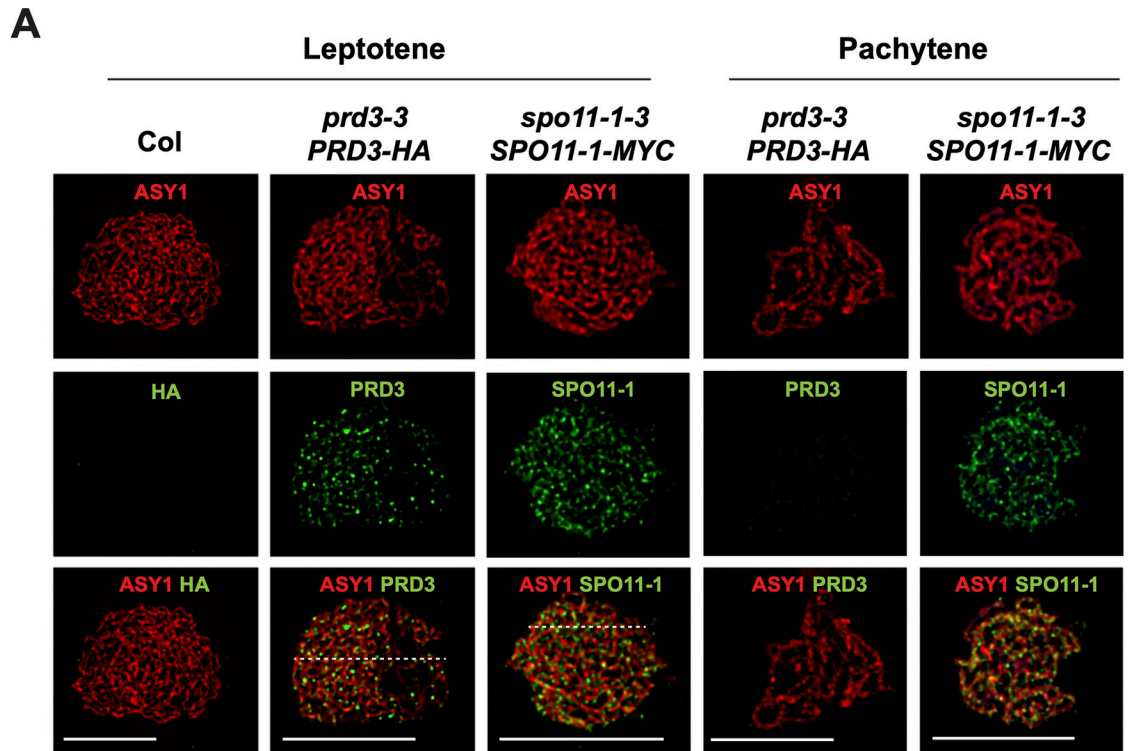 A
Leptotene
Pachytene
Col
prd3-3
PRD3-HA
spo11-1-3
SPO11-1-MYC
prd3-3
PRD3-HA
spo11-1-3
SPO11-1-MYC
ASY1
ASY1
ASY1
ASY1
ASY1
HA
PRD3
SPO11-1
PRD3
SPO11-1
ASY1 HA
ASY1 PRD3
ASY1 SPO11-1
ASY1 PRD3
ASY1 SPO11-1